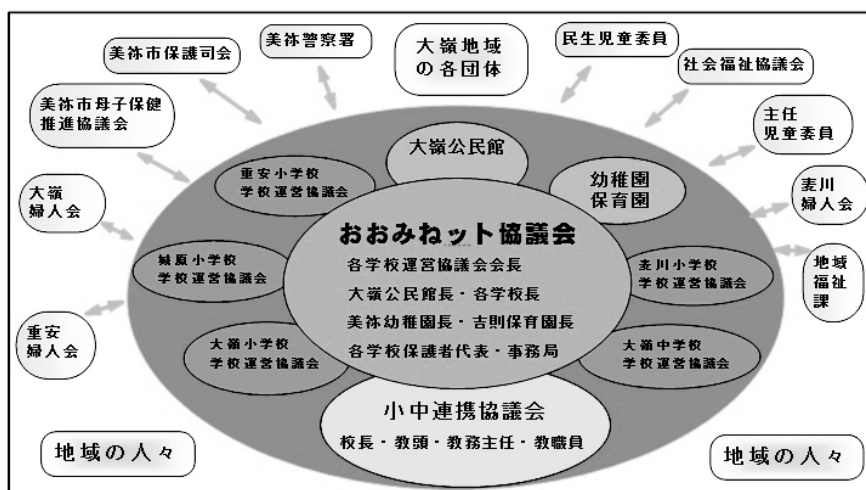 美祢市保護司会
美祢警察署
大嶺地域
の各団体
民生児童委員
社会福祉協議会
美祢市母子保健
推進協議会
主任
児童委員
大嶺公民館
重安小学校
学校運営協議会
幼稚園
保育園
大嶺
婦人会
麦川
婦人会
おおみねット協議会
各学校運営協議会会長
大嶺公民館長・各学校長
美祢幼稚園長・吉則保育園長
各学校保護者代表・事務局
城原小学校
学校運営協議会
麦川小学校
学校運営協議会
地域
福祉
課
重安
婦人会
大嶺小学校
学校運営協議会
大嶺中学校
学校運営協議会
小中連携協議会
校長・教頭・教務主任・教職員
地域の人々
地域の人々